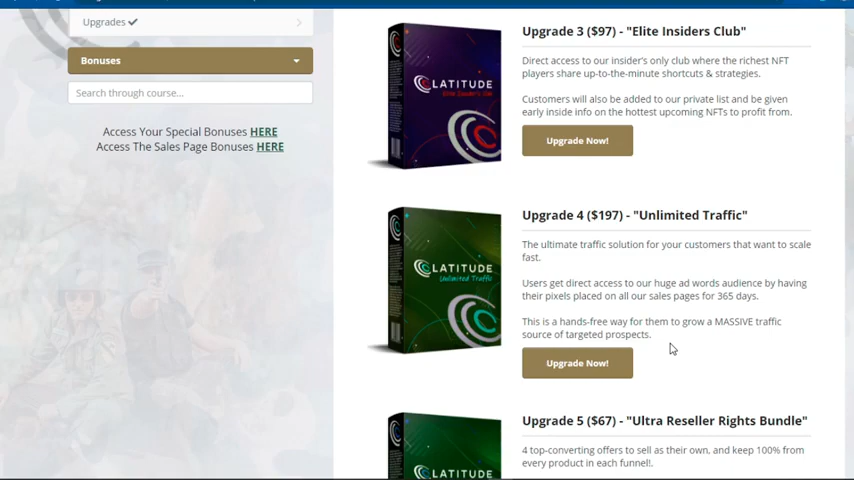 Upgrades ✔
Bonuses
Search through course...
Access Your Special Bonuses HERE
Access The Sales Page Bonuses HERE
LATITUDE
Elite Insider's Club
Upgrade 3 ($97) - "Elite Insiders Club"
Direct access to our insider's only club where the richest NFT
players share up-to-the-minute shortcuts & strategies.
Customers will also be added to our private list and be given
early inside info on the hottest upcoming NFTs to profit from.
Upgrade Now!
LATITUDE
Unlimited Traffic
Upgrade 4 ($197) - "Unlimited Traffic"
The ultimate traffic solution for your customers that want to scale
fast.
Users get direct access to our huge ad words audience by having
their pixels placed on all our sales pages for 365 days.
This is a hands-free way for them to grow a MASSIVE traffic
source of targeted prospects.
Upgrade Now!
LATITUDE
Upgrade 5 ($67) - "Ultra Reseller Rights Bundle"
4 top-converting offers to sell as their own, and keep 100% from
every product in each funnel!.